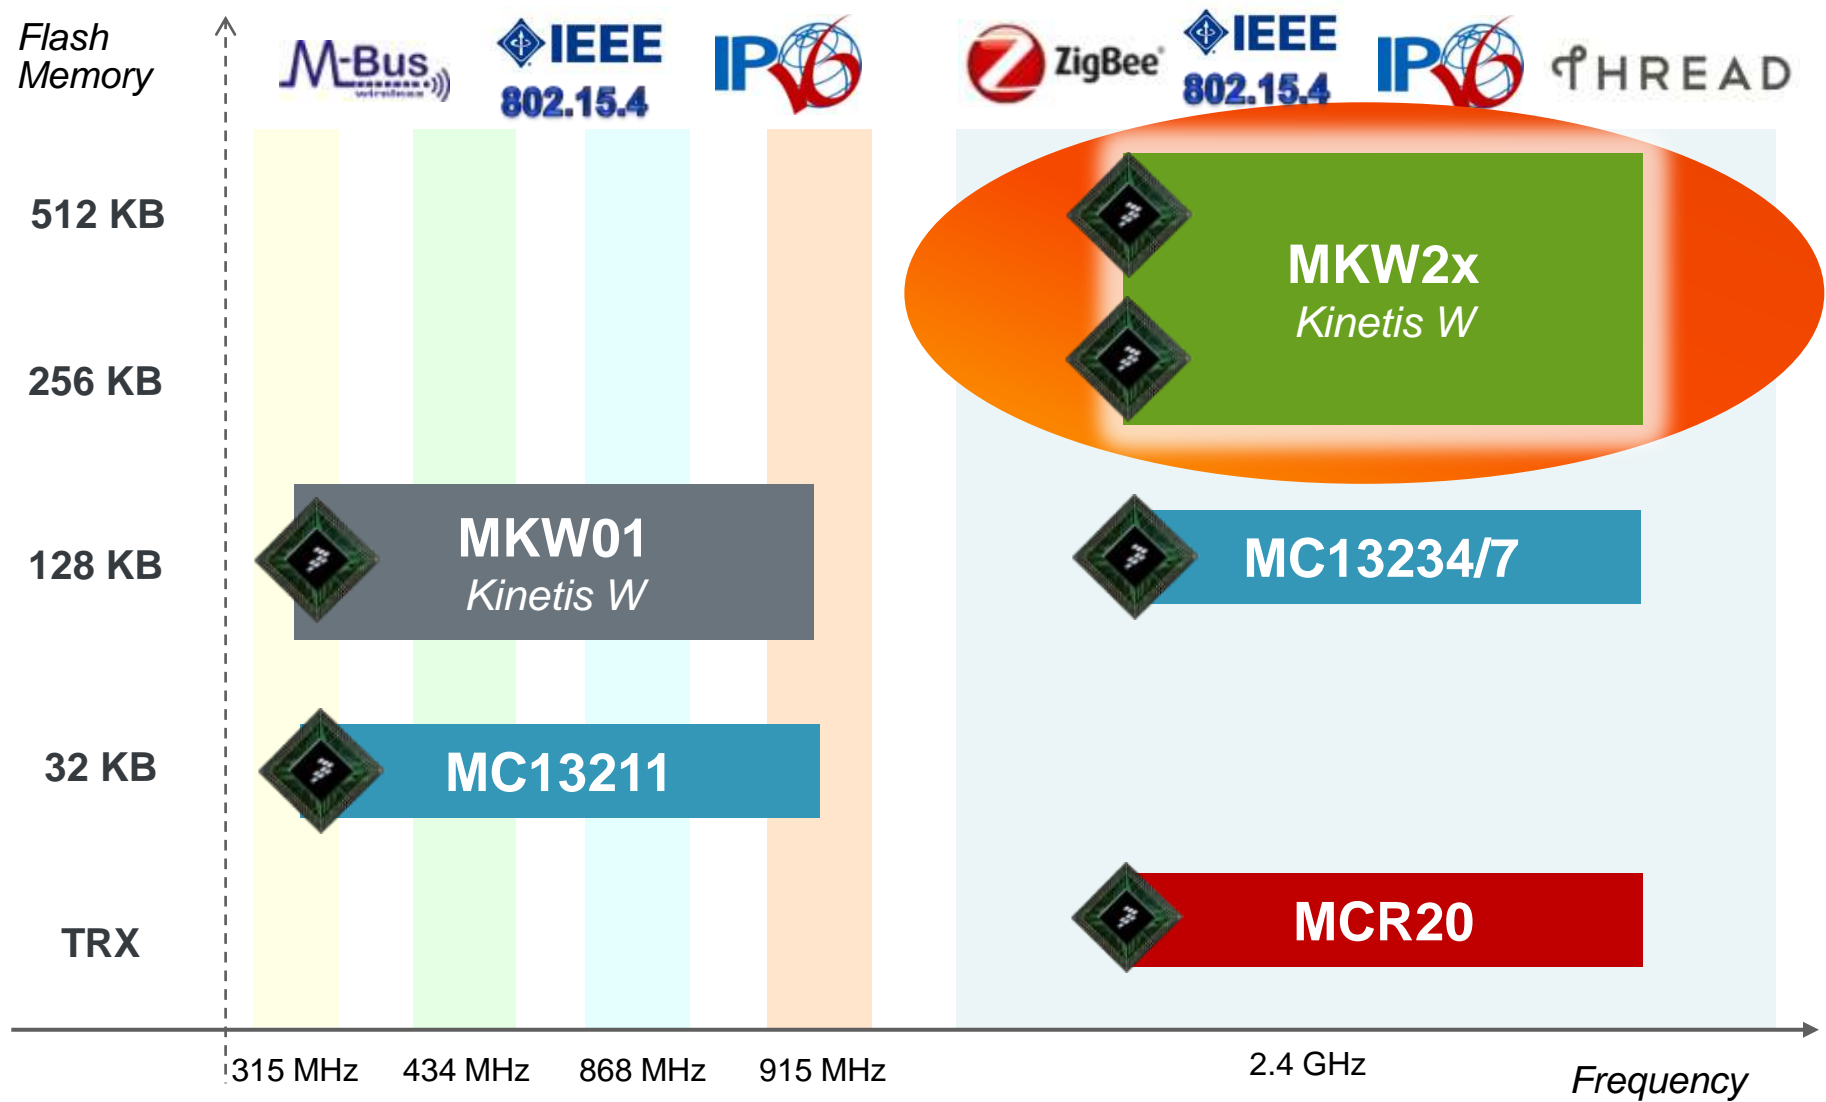 Flash
Memory
M-Bus
wireless
IEEE
802.15.4
IPV6
ZigBee®
IEEE
802.15.4
IPV6
THREAD
512 KB
MKW2x
Kinetis W
256 KB
128 KB
MKW01
Kinetis W
MC13234/7
32 KB
MC13211
TRX
MCR20
315 MHz
434 MHz
868 MHz
915 MHz
2.4 GHz
Frequency